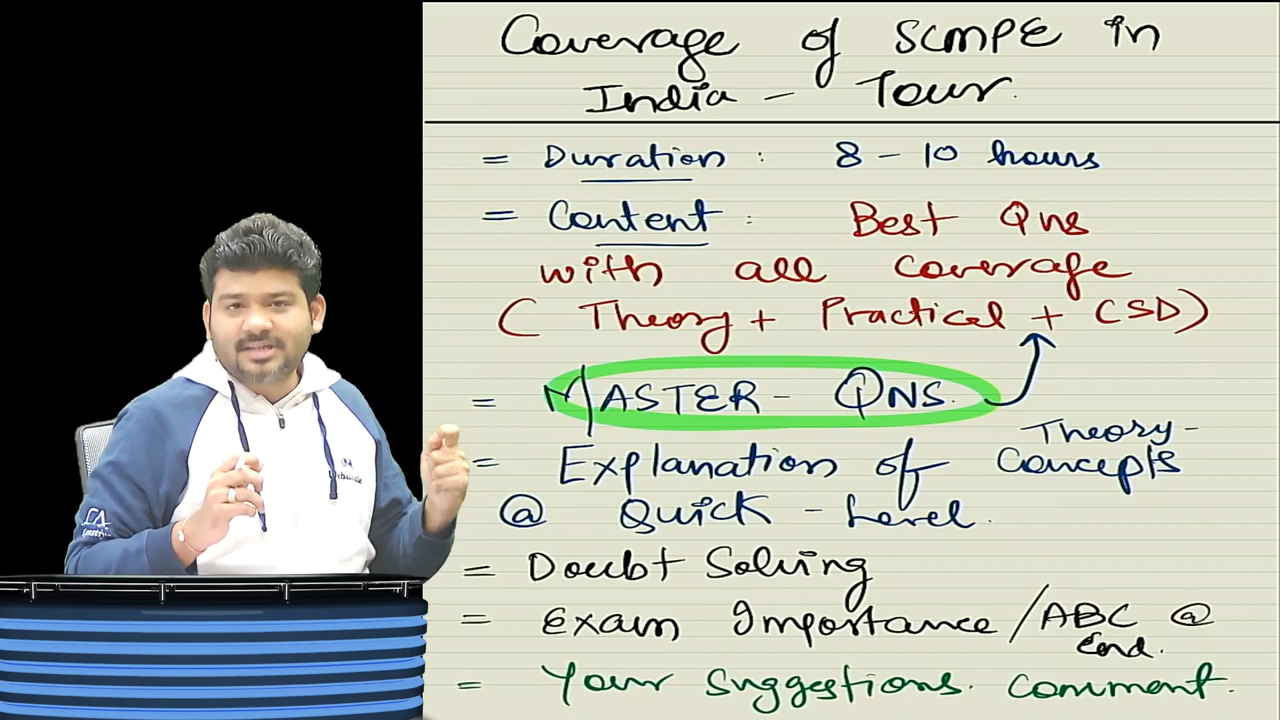 Coverage of SCMPE in
India - Tour.
= Duration : 8 - 10 hours
= Content : Best Qns
with all coverage
( Theory + Practical + CSD )
= MASTER - QNS.
= Explanation of Theory - Concepts
@ Quick - Level.
= Doubt Solving
= Exam Importance / ABC @ End.
= Your Suggestions. Comment.
CA